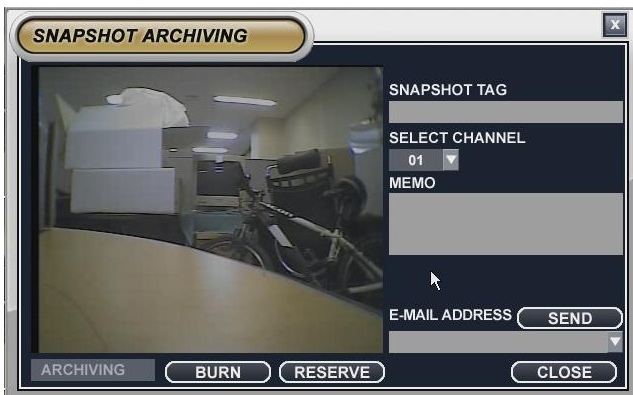 SNAPSHOT ARCHIVING
X
SNAPSHOT TAG
SELECT CHANNEL
01
MEMO
E-MAIL ADDRESS
SEND
ARCHIVING
BURN
RESERVE
CLOSE